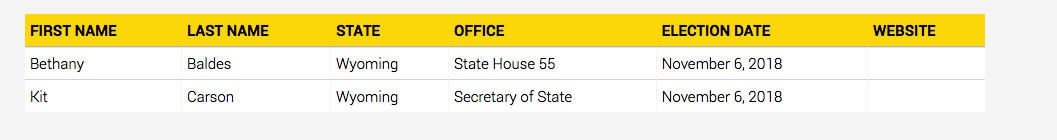 FIRST NAME LAST NAME STATE OFFICE ELECTION DATE WEBSITE
Bethany Baldes Wyoming State House 55 November 6, 2018
Kit Carson Wyoming Secretary of State November 6, 2018